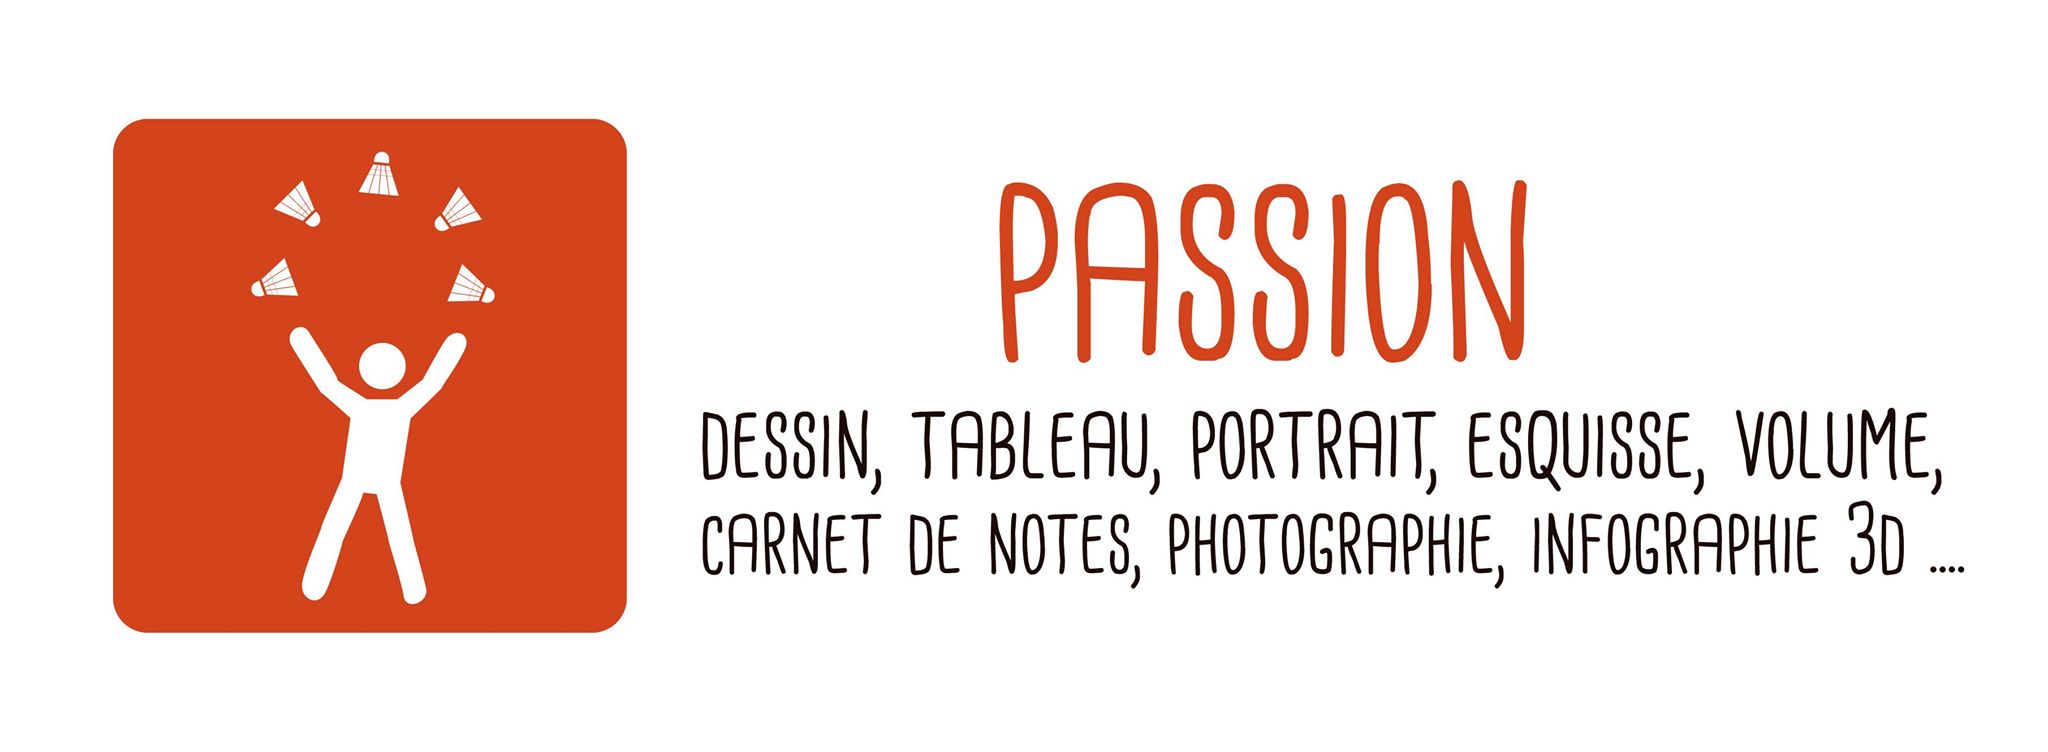 PASSION
DESSIN, TABLEAU, PORTRAIT, ESQUISSE, VOLUME,
CARNET DE NOTES, PHOTOGRAPHIE, INFOGRAPHIE 3D ....